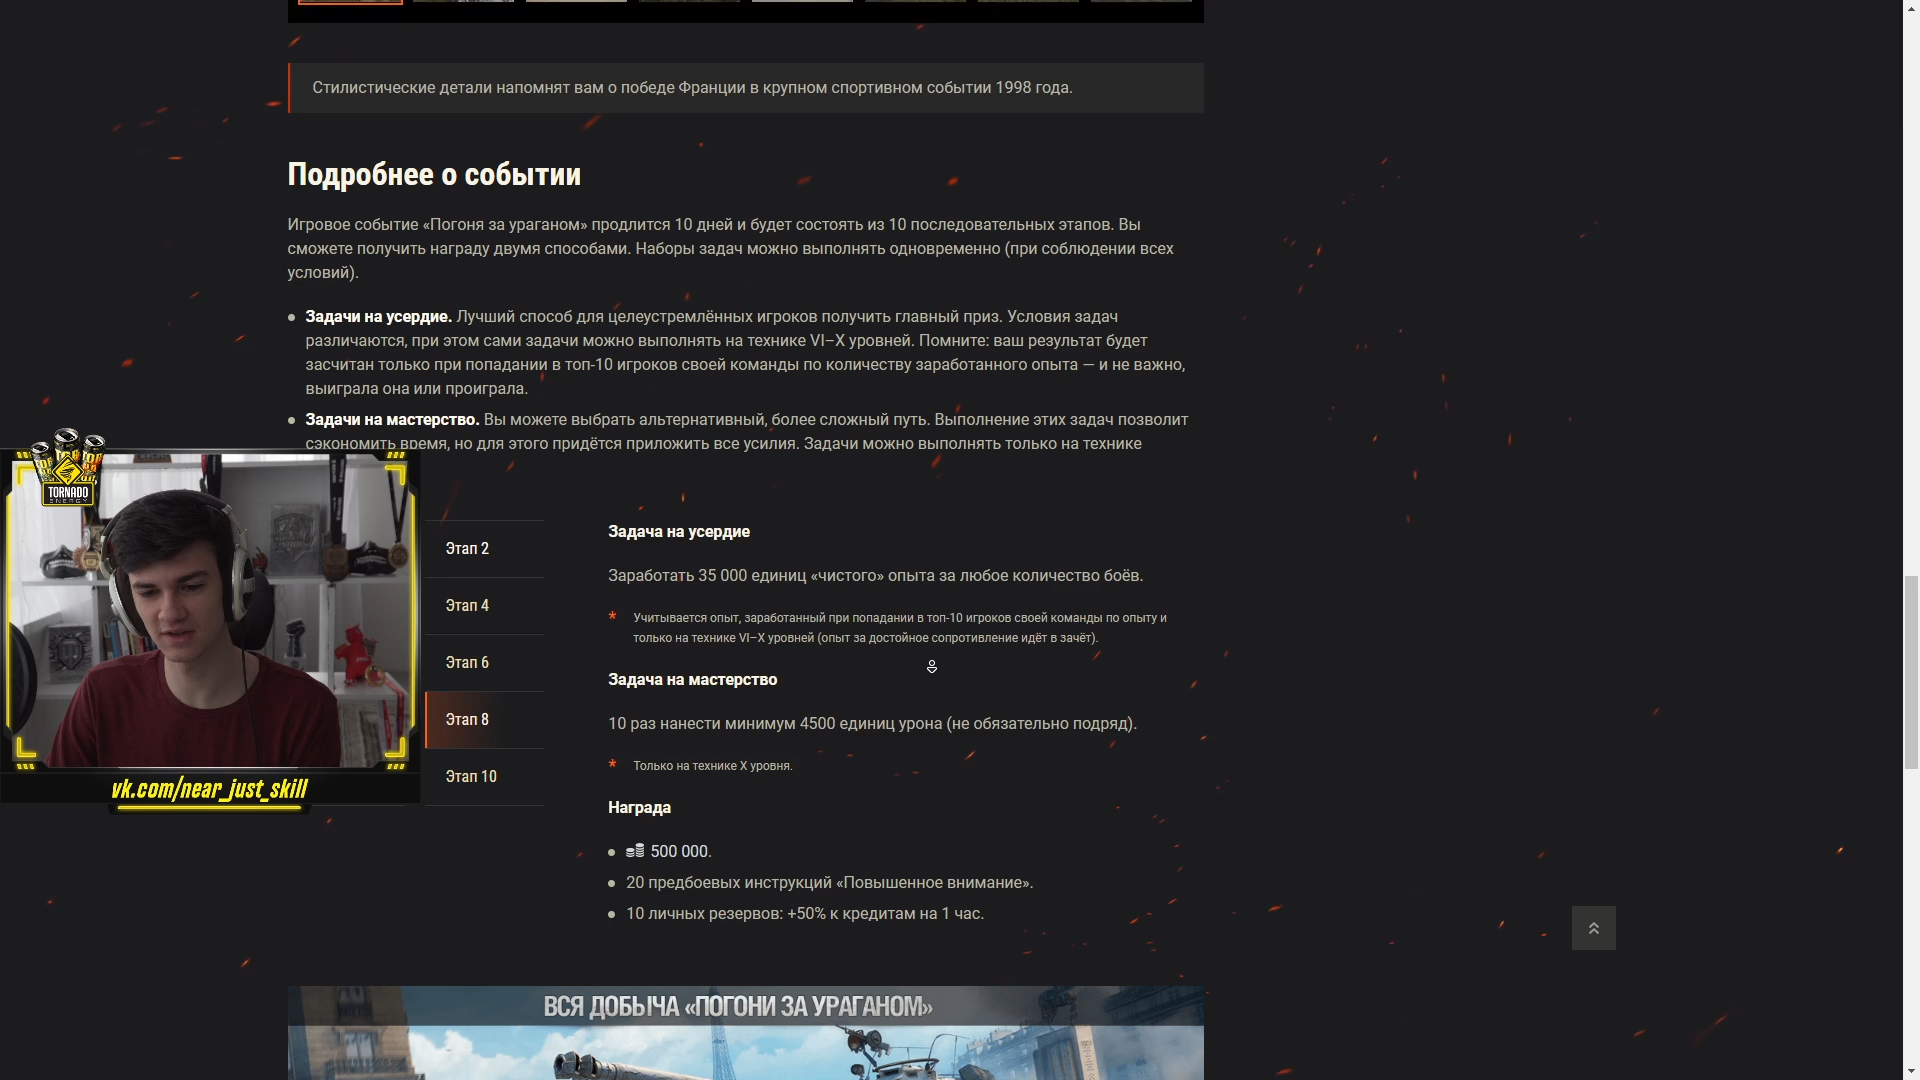 Стилистические детали напомнят вам о победе Франции в крупном спортивном событии 1998 года.
Подробнее о событии
Игровое событие «Погоня за ураганом» продлится 10 дней и будет состоять из 10 последовательных этапов. Вы
сможете получить награду двумя способами. Наборы задач можно выполнять одновременно (при соблюдении всех
условий).
Задачи на усердие. Лучший способ для целеустремлённых игроков получить главный приз. Условия задач
различаются, при этом сами задачи можно выполнять на технике VI–X уровней. Помните: ваш результат будет
засчитан только при попадании в топ-10 игроков своей команды по количеству заработанного опыта — и не важно,
выиграла она или проиграла.
Задачи на мастерство. Вы можете выбрать альтернативный, более сложный путь. Выполнение этих задач позволит
сэкономить время, но для этого придётся приложить все усилия. Задачи можно выполнять только на технике
TORNADO
ENERGY
vk.com/near_just_skill
Этап 2
Этап 4
Этап 6
Этап 8
Этап 10
Задача на усердие
Заработать 35 000 единиц «чистого» опыта за любое количество боёв.
* Учитывается опыт, заработанный при попадании в топ-10 игроков своей команды по опыту и
только на технике VI–X уровней (опыт за достойное сопротивление идёт в зачёт).
Задача на мастерство
10 раз нанести минимум 4500 единиц урона (не обязательно подряд).
* Только на технике X уровня.
Награда
500 000.
20 предбоевых инструкций «Повышенное внимание».
10 личных резервов: +50% к кредитам на 1 час.
ВСЯ ДОБЫЧА «ПОГОНИ ЗА УРАГАНОМ»